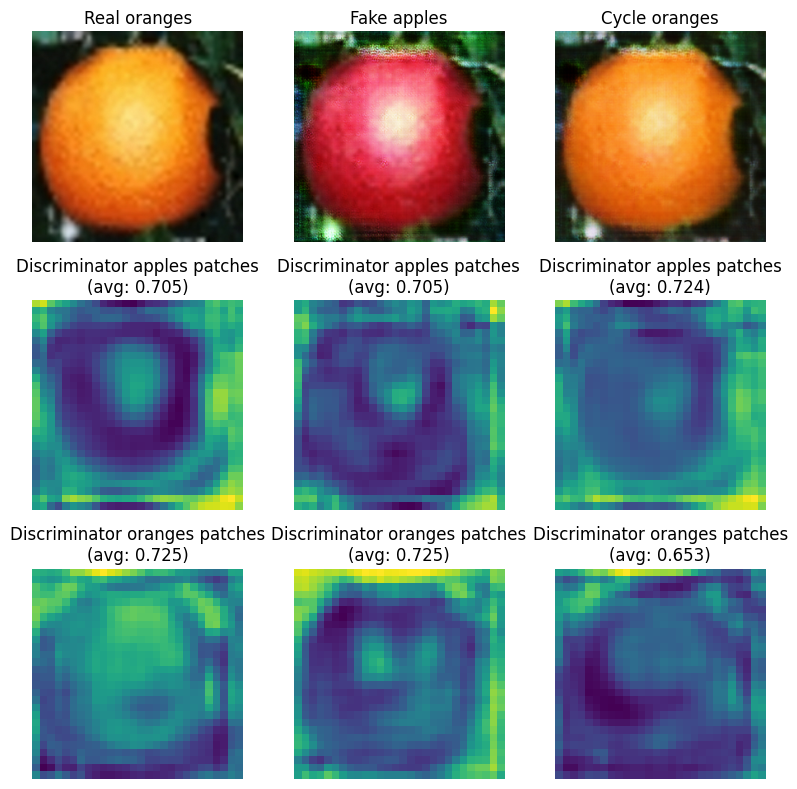 Real oranges
Fake apples
Cycle oranges
Discriminator apples patches
(avg: 0.705)
Discriminator apples patches
(avg: 0.705)
Discriminator apples patches
(avg: 0.724)
Discriminator oranges patches
(avg: 0.725)
Discriminator oranges patches
(avg: 0.725)
Discriminator oranges patches
(avg: 0.653)